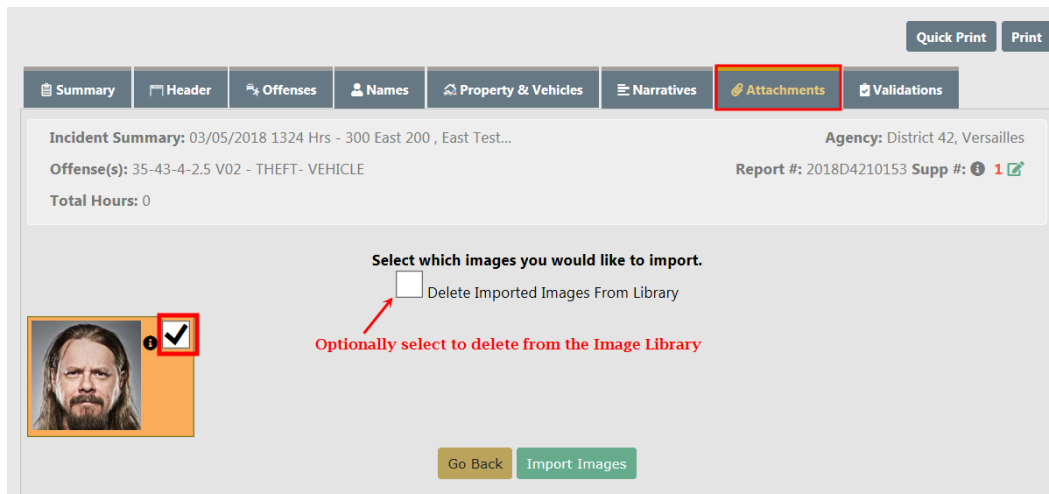 Quick Print Print
Summary Header Offenses Names Property & Vehicles Narratives Attachments Validations
Incident Summary: 03/05/2018 1324 Hrs - 300 East 200 , East Test... Agency: District 42, Versailles
Offense(s): 35-43-4-2.5 V02 - THEFT- VEHICLE Report #: 2018D4210153 Supp #: 1
Total Hours: 0
Select which images you would like to import.
Delete Imported Images From Library
Optionally select to delete from the Image Library
Go Back Import Images